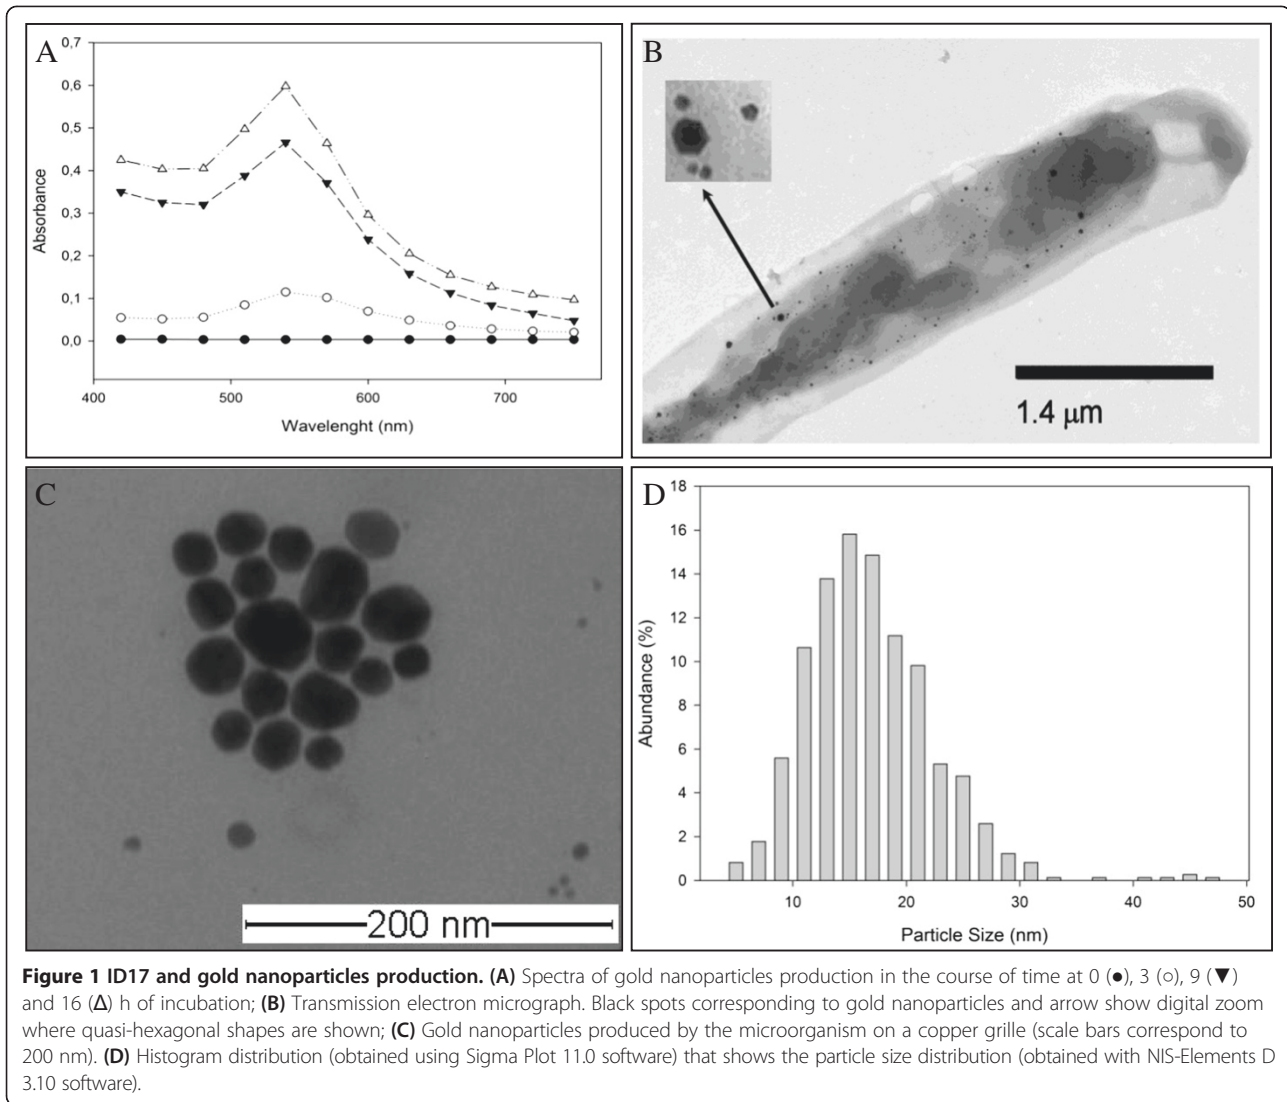 A
0,7
0,6
0,5
0,4
0,3
0,2
0,1
0,0
Absorbance
400
500
600
700
Wavelenght (nm)
B
1.4 μm
C
200 nm
D
18
16
14
12
10
8
6
4
2
0
Abundance (%)
10
20
30
40
50
Particle Size (nm)
Figure 1 ID17 and gold nanoparticles production. (A) Spectra of gold nanoparticles production in the course of time at 0 (●), 3 (○), 9 (▼)
and 16 (Δ) h of incubation; (B) Transmission electron micrograph. Black spots corresponding to gold nanoparticles and arrow show digital zoom
where quasi-hexagonal shapes are shown; (C) Gold nanoparticles produced by the microorganism on a copper grille (scale bars correspond to
200 nm). (D) Histogram distribution (obtained using Sigma Plot 11.0 software) that shows the particle size distribution (obtained with NIS-Elements D
3.10 software).